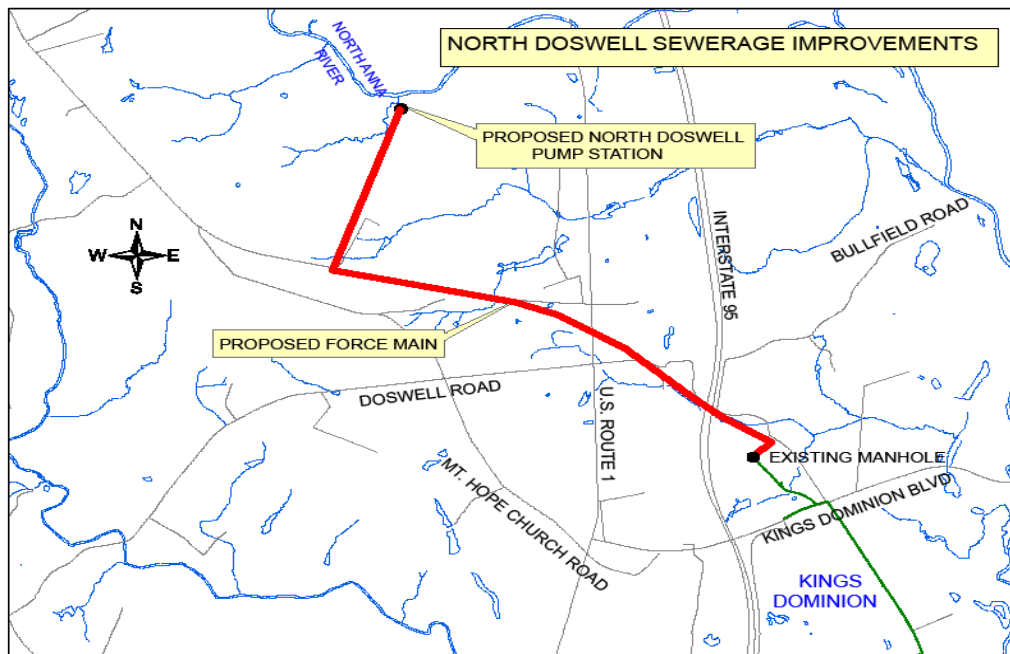 NORTH DOSWELL SEWERAGE IMPROVEMENTS
NORTH ANNA
RIVER
PROPOSED NORTH DOSWELL
PUMP STATION
N
W E
S
INTERSTATE 95
BULLFIELD ROAD
PROPOSED FORCE MAIN
DOSWELL ROAD
U.S. ROUTE 1
MT. HOPE CHURCH ROAD
EXISTING MANHOLE
KINGS DOMINION BLVD
KINGS
DOMINION